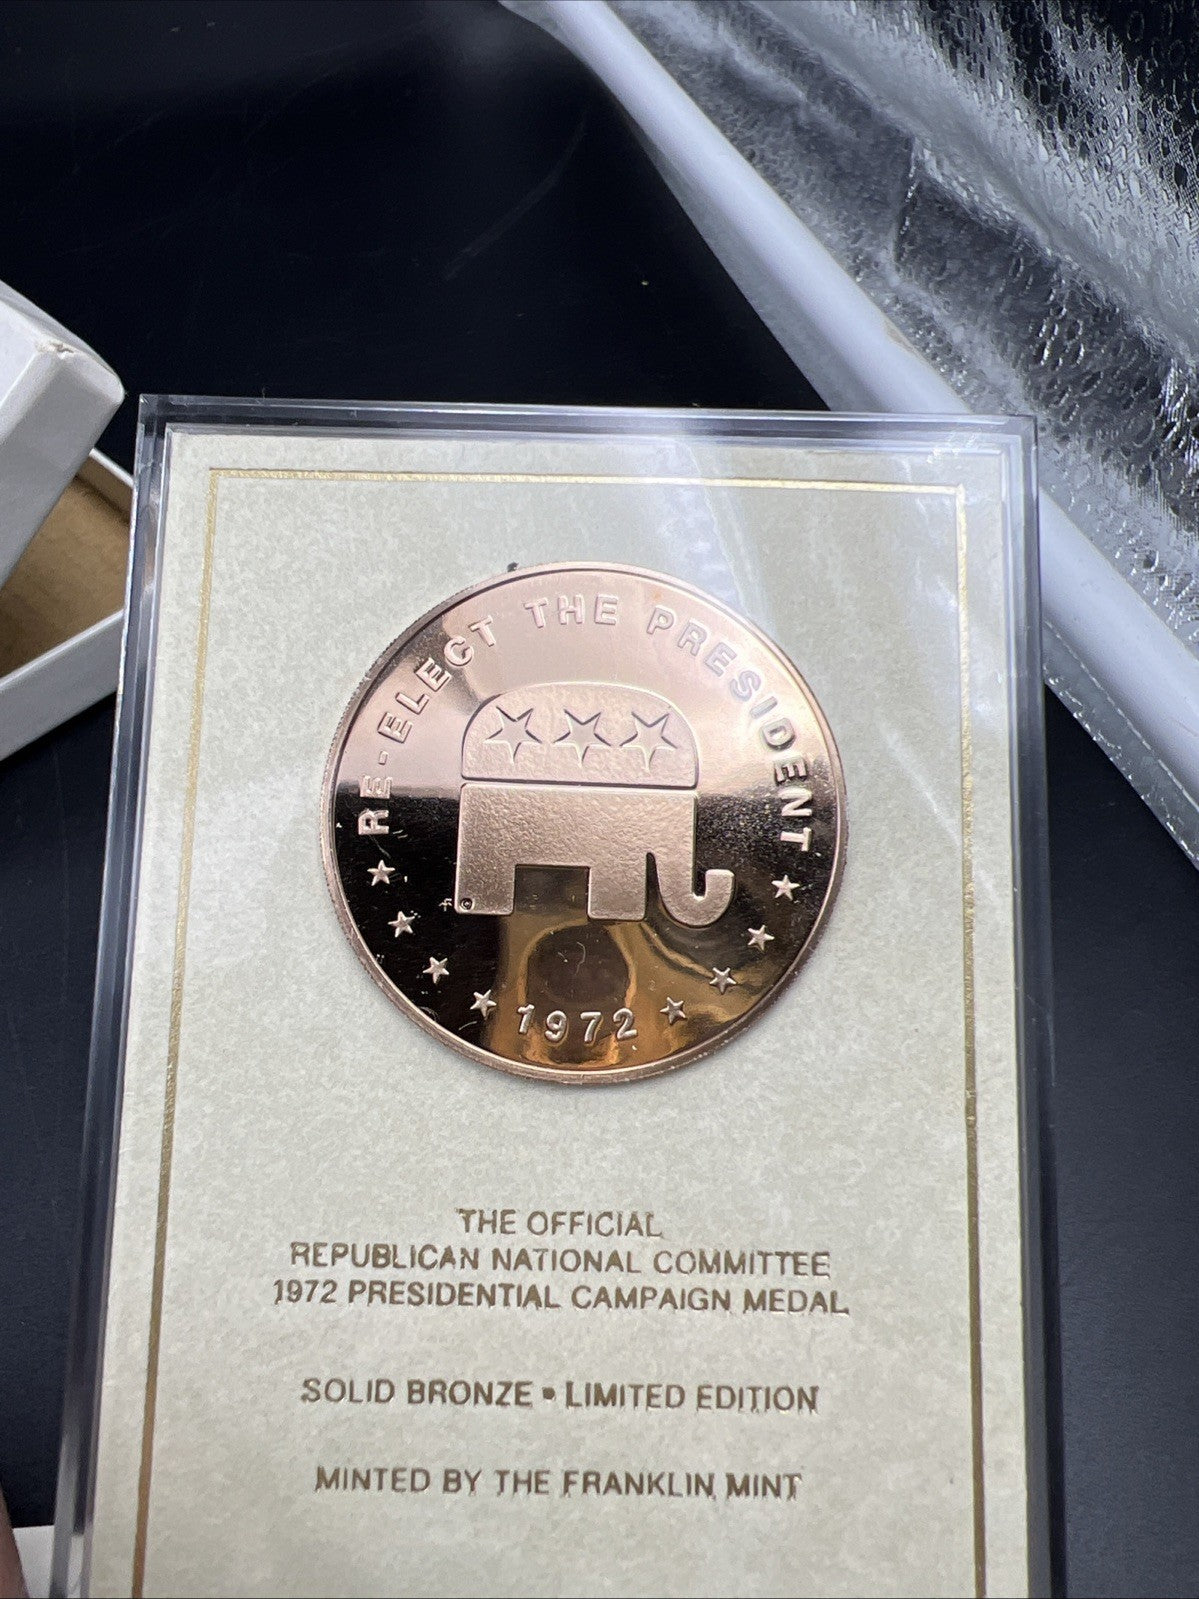 RE-ELECT THE PRESIDENT
©
1972
THE OFFICIAL
REPUBLICAN NATIONAL COMMITTEE
1972 PRESIDENTIAL CAMPAIGN MEDAL
SOLID BRONZE • LIMITED EDITION
MINTED BY THE FRANKLIN MINT